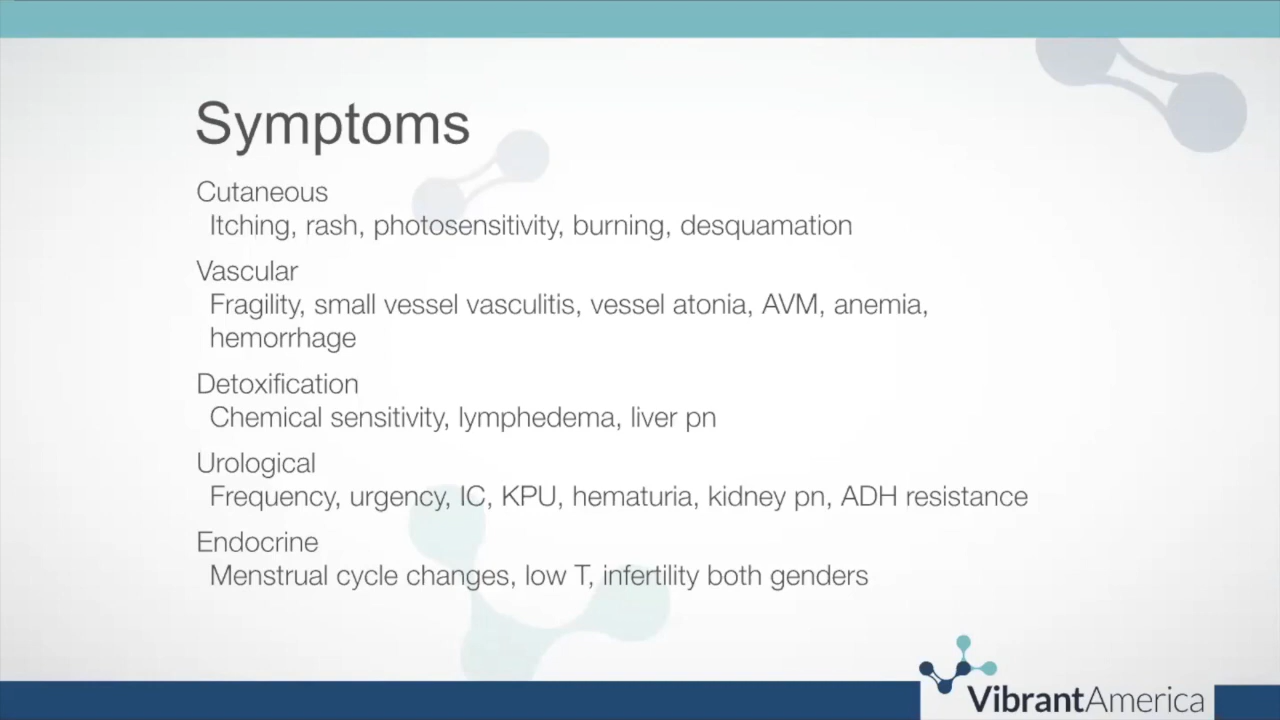 Symptoms
Cutaneous
Itching, rash, photosensitivity, burning, desquamation
Vascular
Fragility, small vessel vasculitis, vessel atonia, AVM, anemia,
hemorrhage
Detoxification
Chemical sensitivity, lymphedema, liver pn
Urological
Frequency, urgency, IC, KPU, hematuria, kidney pn, ADH resistance
Endocrine
Menstrual cycle changes, low T, infertility both genders
VibrantAmerica